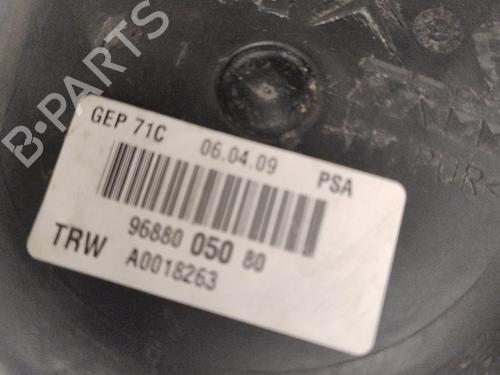 B-PARTS
GEP 71C 06.04.09 PSA
96880 050 80
TRW A0018263